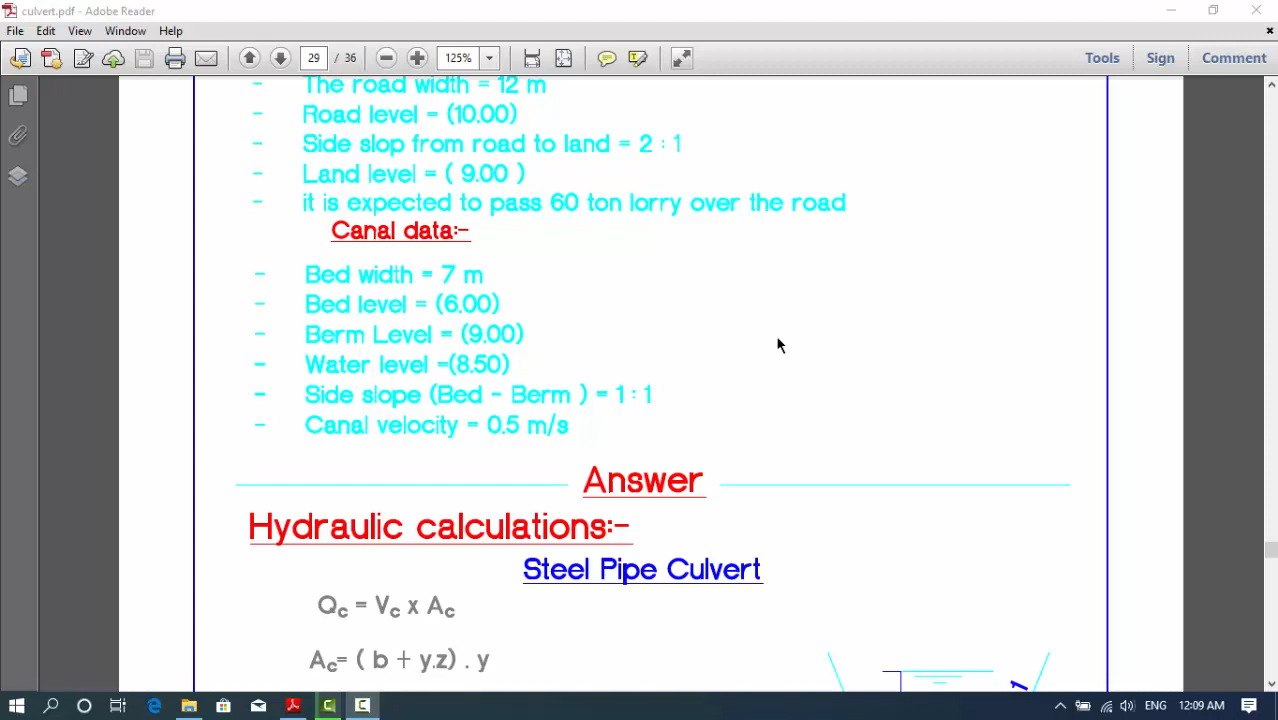 culvert.pdf - Adobe Reader
File Edit View Window Help
29 / 36 125% Tools Sign Comment
- The road width = 12 m
- Road level = (10.00)
- Side slop from road to land = 2 : 1
- Land level = ( 9.00 )
- it is expected to pass 60 ton lorry over the road
Canal data:-
- Bed width = 7 m
- Bed level = (6.00)
- Berm Level = (9.00)
- Water level =(8.50)
- Side slope (Bed - Berm ) = 1 : 1
- Canal velocity = 0.5 m/s
Answer
Hydraulic calculations:-
Steel Pipe Culvert
Qc = Vc x Ac
Ac= ( b + y.z) . y
1
ENG 12:09 AM